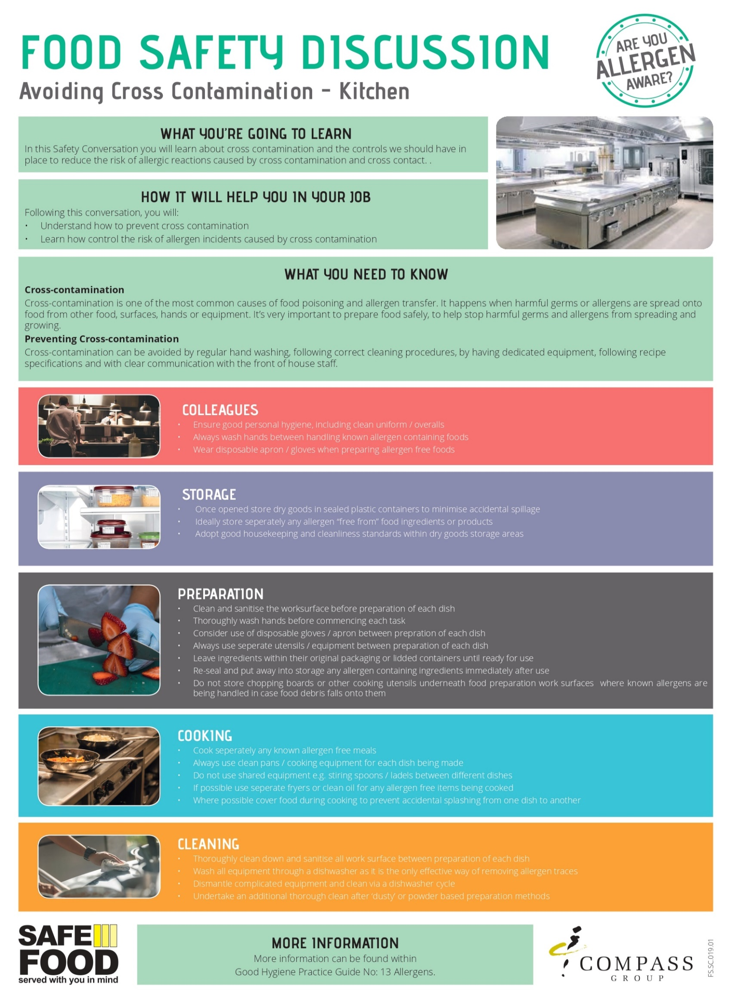 FOOD SAFETY DISCUSSION
Avoiding Cross Contamination - Kitchen
ARE YOU
ALLERGEN
AWARE?
WHAT YOU'RE GOING TO LEARN
In this Safety Conversation you will learn about cross contamination and the controls we should have in
place to reduce the risk of allergic reactions caused by cross contamination and cross contact. .
HOW IT WILL HELP YOU IN YOUR JOB
Following this conversation, you will:
• Understand how to prevent cross contamination
• Learn how control the risk of allergen incidents caused by cross contamination
WHAT YOU NEED TO KNOW
Cross-contamination
Cross-contamination is one of the most common causes of food poisoning and allergen transfer. It happens when harmful germs or allergens are spread onto
food from other food, surfaces, hands or equipment. It’s very important to prepare food safely, to help stop harmful germs and allergens from spreading and
growing.
Preventing Cross-contamination
Cross-contamination can be avoided by regular hand washing, following correct cleaning procedures, by having dedicated equipment, following recipe
specifications and with clear communication with the front of house staff.
COLLEAGUES
• Ensure good personal hygiene, including clean uniform / overalls
• Always wash hands between handling known allergen containing foods
• Wear disposable apron / gloves when preparing allergen free foods
STORAGE
• Once opened store dry goods in sealed plastic containers to minimise accidental spillage
• Ideally store seperately any allergen “free from” food ingredients or products
• Adopt good housekeeping and cleanliness standards within dry goods storage areas
PREPARATION
• Clean and sanitise the worksurface before preparation of each dish
• Thoroughly wash hands before commencing each task
• Consider use of disposable gloves / apron between prepration of each dish
• Always use seperate utensils / equipment between preparation of each dish
• Leave ingredients within their original packaging or lidded containers until ready for use
• Re-seal and put away into storage any allergen containing ingredients immediately after use
• Do not store chopping boards or other cooking utensils underneath food preparation work surfaces where known allergens are
being handled in case food debris falls onto them
COOKING
• Cook seperately any known allergen free meals
• Always use clean pans / cooking equipment for each dish being made
• Do not use shared equipment e.g. stiring spoons / ladels between different dishes
• If possible use seperate fryers or clean oil for any allergen free items being cooked
• Where possible cover food during cooking to prevent accidental splashing from one dish to another
CLEANING
• Thoroughly clean down and sanitise all work surface between preparation of each dish
• Wash all equipment through a dishwasher as it is the only effective way of removing allergen traces
• Dismantle complicated equipment and clean via a dishwasher cycle
• Undertake an additional thorough clean after ‘dusty’ or powder based preparation methods
SAFE
FOOD
served with you in mind
MORE INFORMATION
More information can be found within
Good Hygiene Practice Guide No: 13 Allergens.
COMPASS
GROUP
FS.SC.019.01